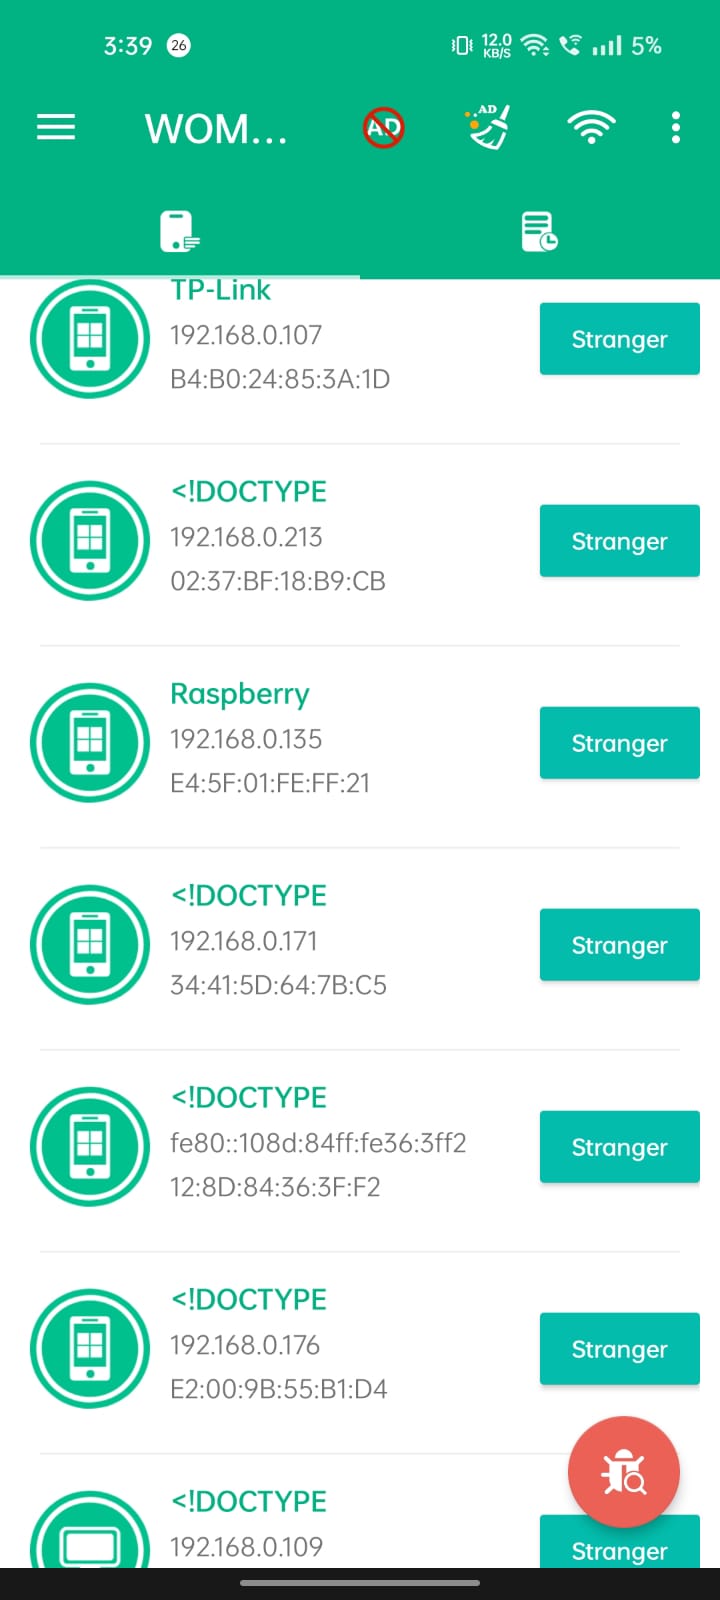 3:39 26 12.0 KB/S 5%
WOM... AD AD
TP-Link
192.168.0.107
B4:B0:24:85:3A:1D
Stranger
<!DOCTYPE
192.168.0.213
02:37:BF:18:B9:CB
Stranger
Raspberry
192.168.0.135
E4:5F:01:FE:FF:21
Stranger
<!DOCTYPE
192.168.0.171
34:41:5D:64:7B:C5
Stranger
<!DOCTYPE
fe80::108d:84ff:fe36:3ff2
12:8D:84:36:3F:F2
Stranger
<!DOCTYPE
192.168.0.176
E2:00:9B:55:B1:D4
Stranger
<!DOCTYPE
192.168.0.109
Stranger